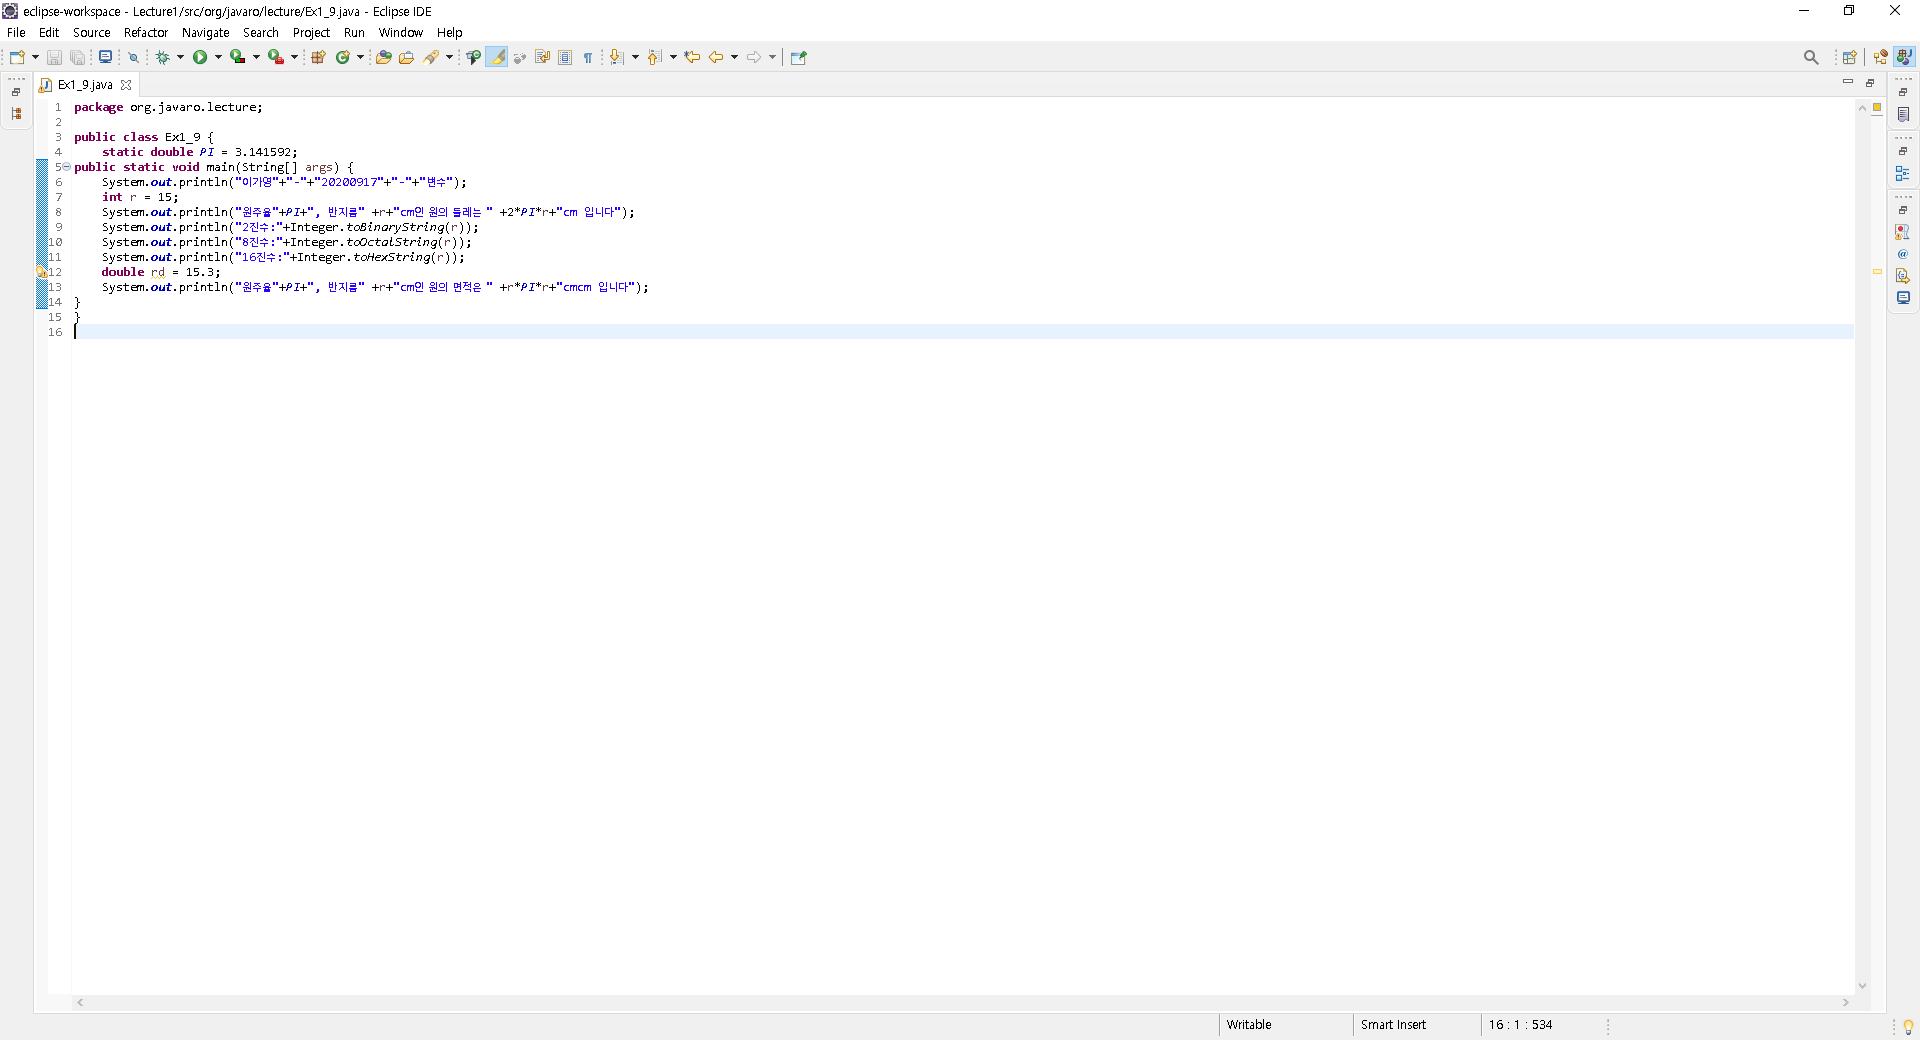 eclipse-workspace - Lecture1/src/org/javaro/lecture/Ex1_9.java - Eclipse IDE
File Edit Source Refactor Navigate Search Project Run Window Help
Ex1_9.java
1 package org.javaro.lecture;
2
3 public class Ex1_9 {
4     static double PI = 3.141592;
5 public static void main(String[] args) {
6     System.out.println("이가영"+"-"+"20200917"+"-"+"변수");
7     int r = 15;
8     System.out.println("원주율"+PI+", 반지름" +r+"cm인 원의 둘레는 " +2*PI*r+"cm 입니다");
9     System.out.println("2진수:"+Integer.toBinaryString(r));
10     System.out.println("8진수:"+Integer.toOctalString(r));
11     System.out.println("16진수:"+Integer.toHexString(r));
12     double rd = 15.3;
13     System.out.println("원주율"+PI+", 반지름" +r+"cm인 원의 면적은 " +r*PI*r+"cmcm 입니다");
14 }
15 }
16
Writable Smart Insert 16 : 1 : 534